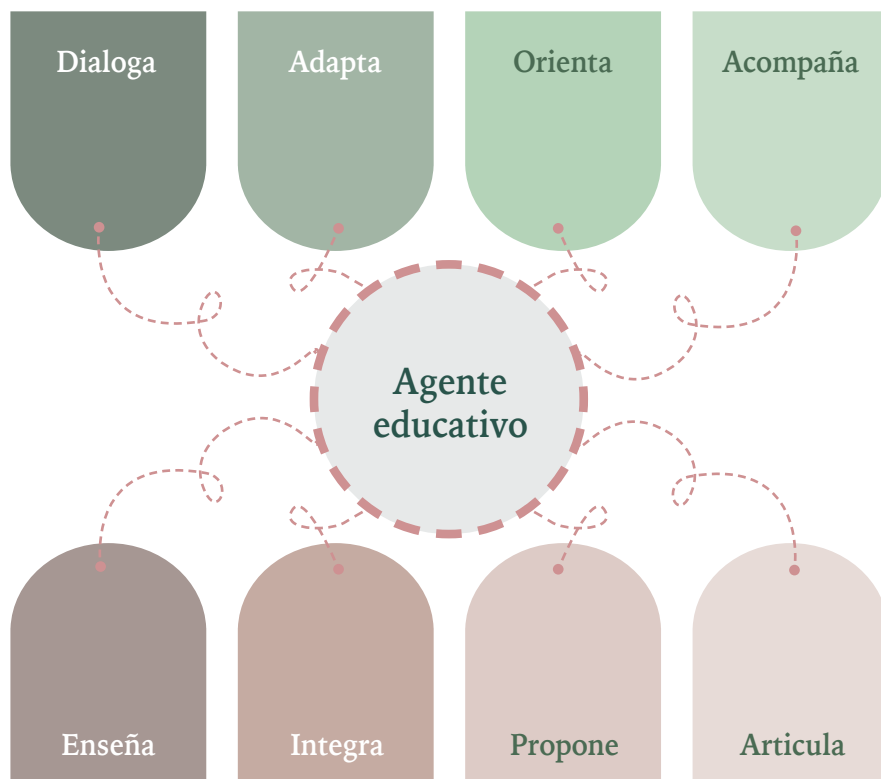 Dialoga
Adapta
Orienta
Acompaña
Agente
educativo
Enseña
Integra
Propone
Articula